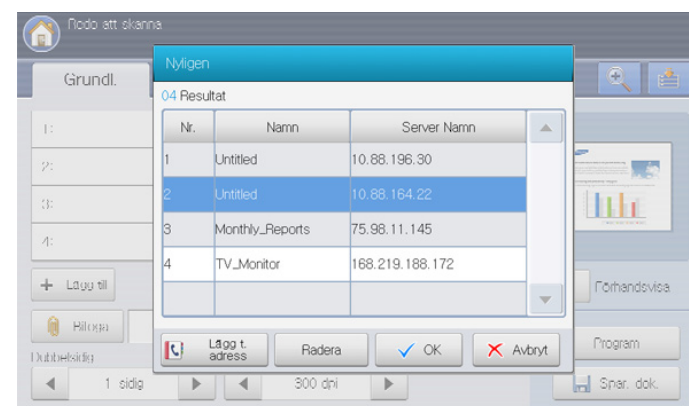 Redo att skanna.
Nyligen
Grundl.
04 Resultat
Nr. Namn Server Namn
1 Untitled 10.88.196.30
2 Untitled 10.88.164.22
3 Monthly_Reports 75.98.11.145
4 TV_Monitor 168.219.188.172
1:
2:
3:
4:
Lägg till
Förhandsvisa
Bifoga
Lägg t.
adress
Radera
OK
Avbryt
Program
Dubbelsidig
1 sidig
300 dpi
Spar. dok.